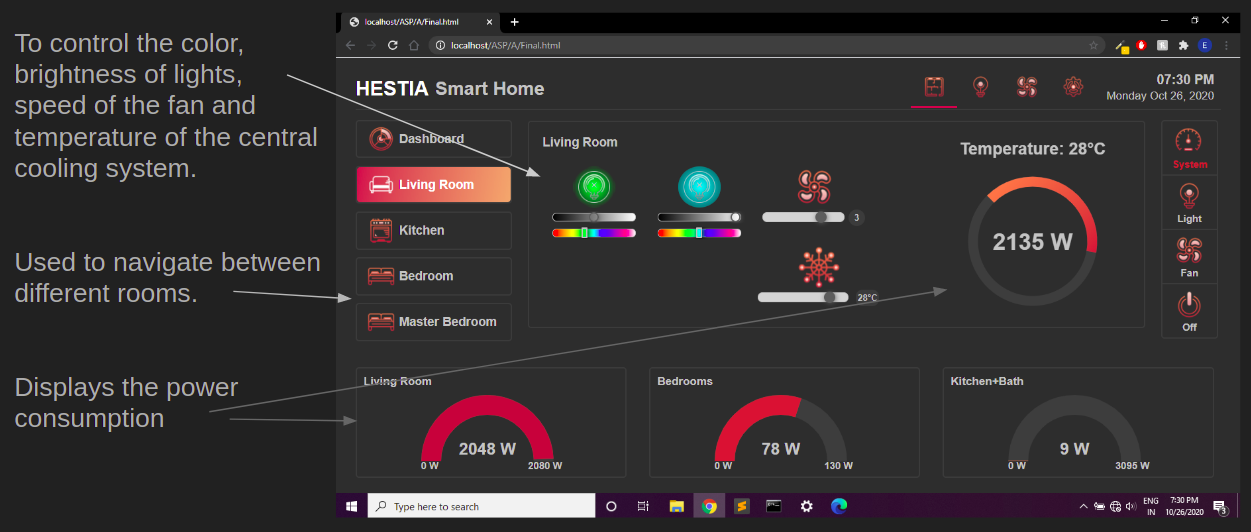 To control the color,
brightness of lights,
speed of the fan and
temperature of the central
cooling system.
Used to navigate between
different rooms.
Displays the power
consumption
localhost/ASP/A/Final.html
localhost/ASP/A/Final.html
E
HESTIA Smart Home
07:30 PM
Monday Oct 26, 2020
Dashboard
Living Room
Kitchen
Bedroom
Master Bedroom
Living Room
3
28°C
Temperature: 28°C
2135 W
System
Light
Fan
Off
Living Room
2048 W
0 W
2080 W
Bedrooms
78 W
0 W
130 W
Kitchen+Bath
9 W
0 W
3095 W
Type here to search
ENG
IN
7:30 PM
10/26/2020
3